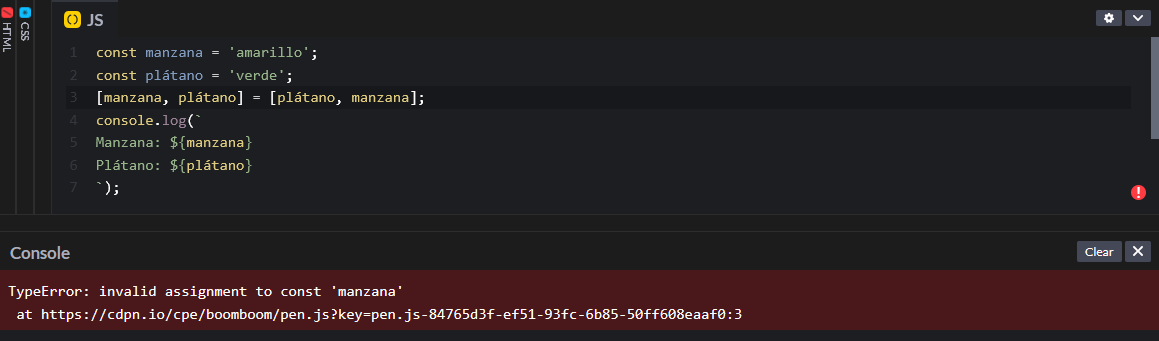 HTML
CSS
JS
1 const manzana = 'amarillo';
2 const plátano = 'verde';
3 [manzana, plátano] = [plátano, manzana];
4 console.log(`
5 Manzana: ${manzana}
6 Plátano: ${plátano}
7 `);
Console
Clear
TypeError: invalid assignment to const 'manzana'
at https://cdpn.io/cpe/boomboom/pen.js?key=pen.js-84765d3f-ef51-93fc-6b85-50ff608eaaf0:3